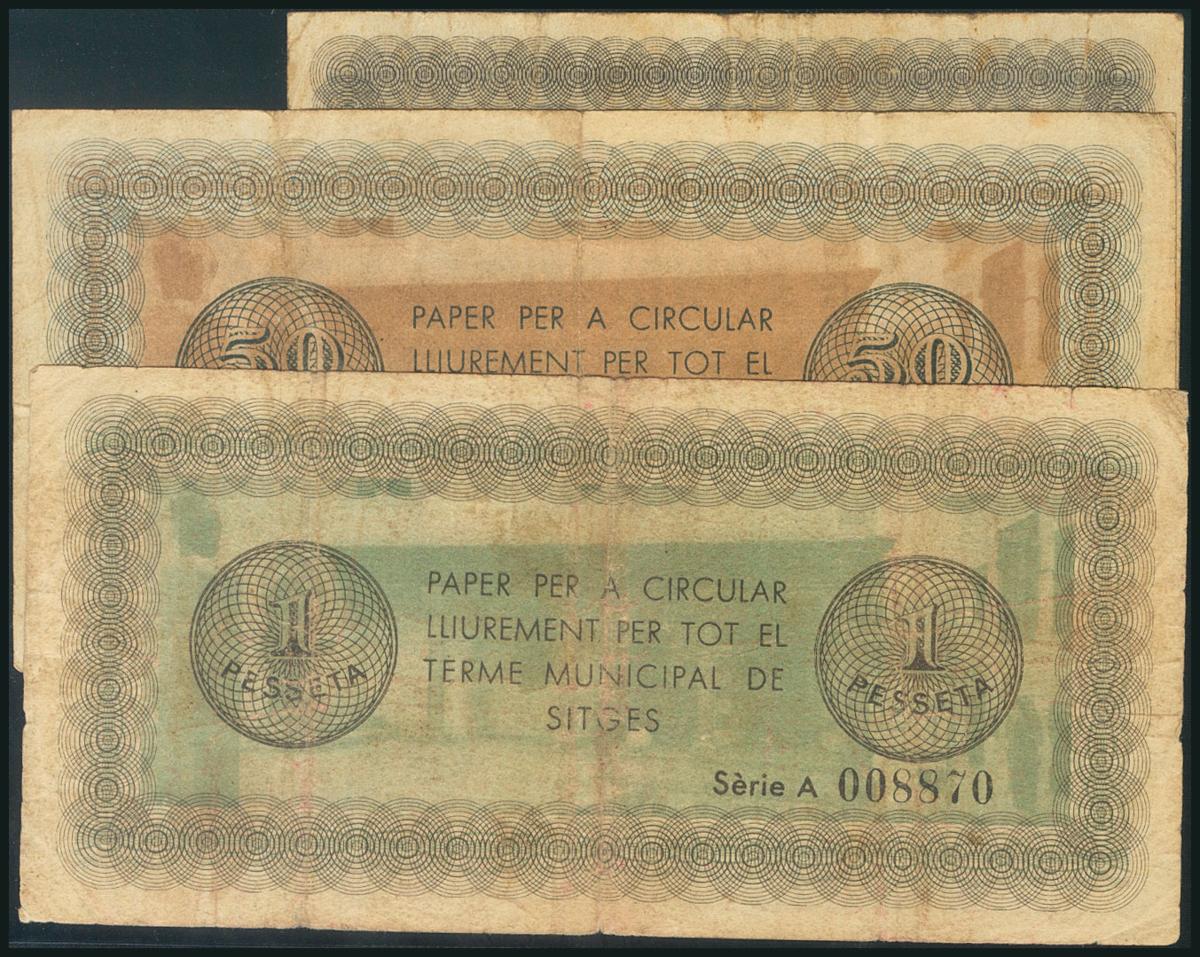 PAPER PER A CIRCULAR
LLIUREMENT PER TOT EL
50
50
PAPER PER A CIRCULAR
LLIUREMENT PER TOT EL
TERME MUNICIPAL DE
SITGES
1
PESSETA
1
PESSETA
Sèrie A 008870